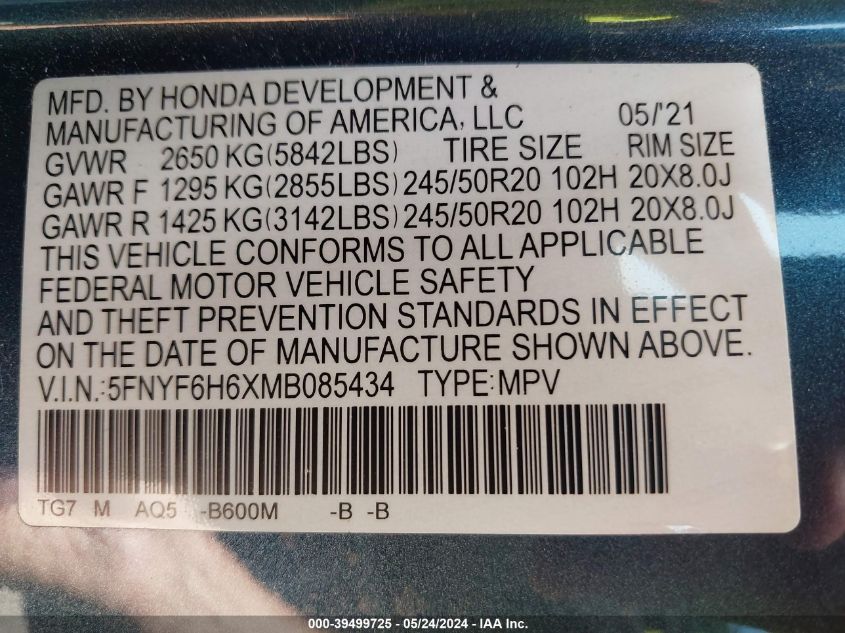 MFD. BY HONDA DEVELOPMENT &
MANUFACTURING OF AMERICA, LLC 05/'21
GVWR 2650 KG(5842LBS) TIRE SIZE RIM SIZE
GAWR F 1295 KG(2855LBS) 245/50R20 102H 20X8.0J
GAWR R 1425 KG(3142LBS) 245/50R20 102H 20X8.0J
THIS VEHICLE CONFORMS TO ALL APPLICABLE
FEDERAL MOTOR VEHICLE SAFETY
AND THEFT PREVENTION STANDARDS IN EFFECT
ON THE DATE OF MANUFACTURE SHOWN ABOVE.
V.I.N.:5FNYF6H6XMB085434 TYPE:MPV
TG7 M AQ5 -B600M -B -B
000-39499725 - 05/24/2024 - IAA Inc.